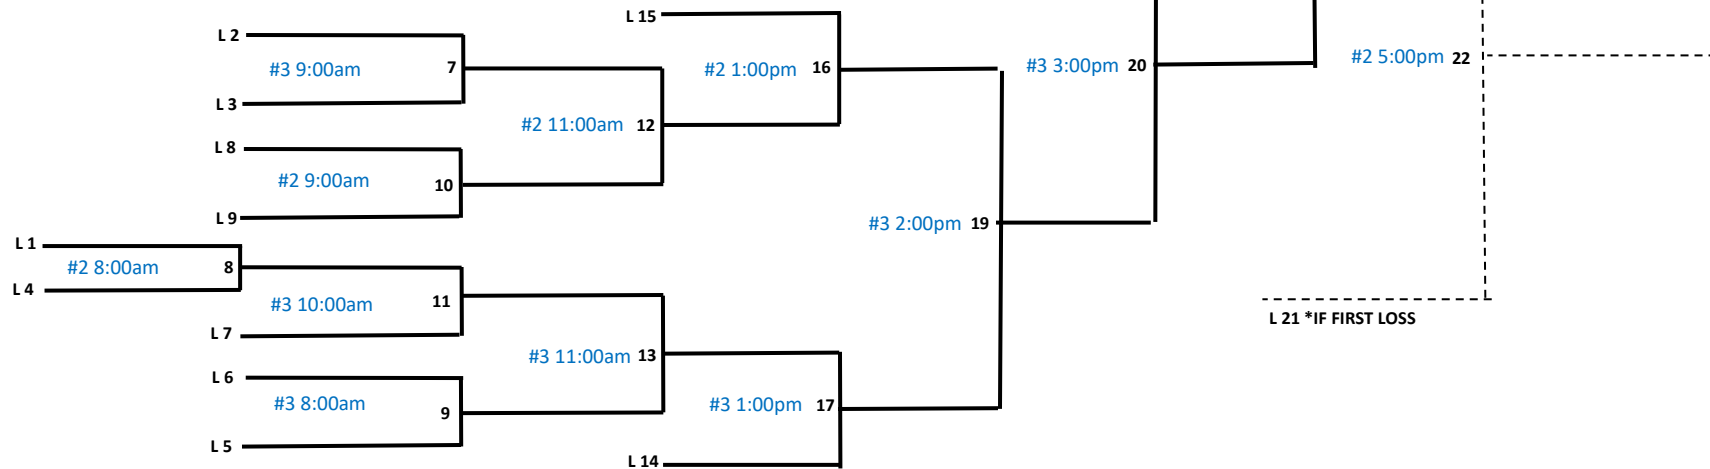 L 15
L 2
#3 9:00am 7
#2 1:00pm 16
#3 3:00pm 20
#2 5:00pm 22
L 3
#2 11:00am 12
L 8
#2 9:00am 10
L 9
#3 2:00pm 19
L 1
#2 8:00am 8
L 4
#3 10:00am 11
L 21 *IF FIRST LOSS
L 7
#3 11:00am 13
L 6
#3 8:00am 9
#3 1:00pm 17
L 5
L 14